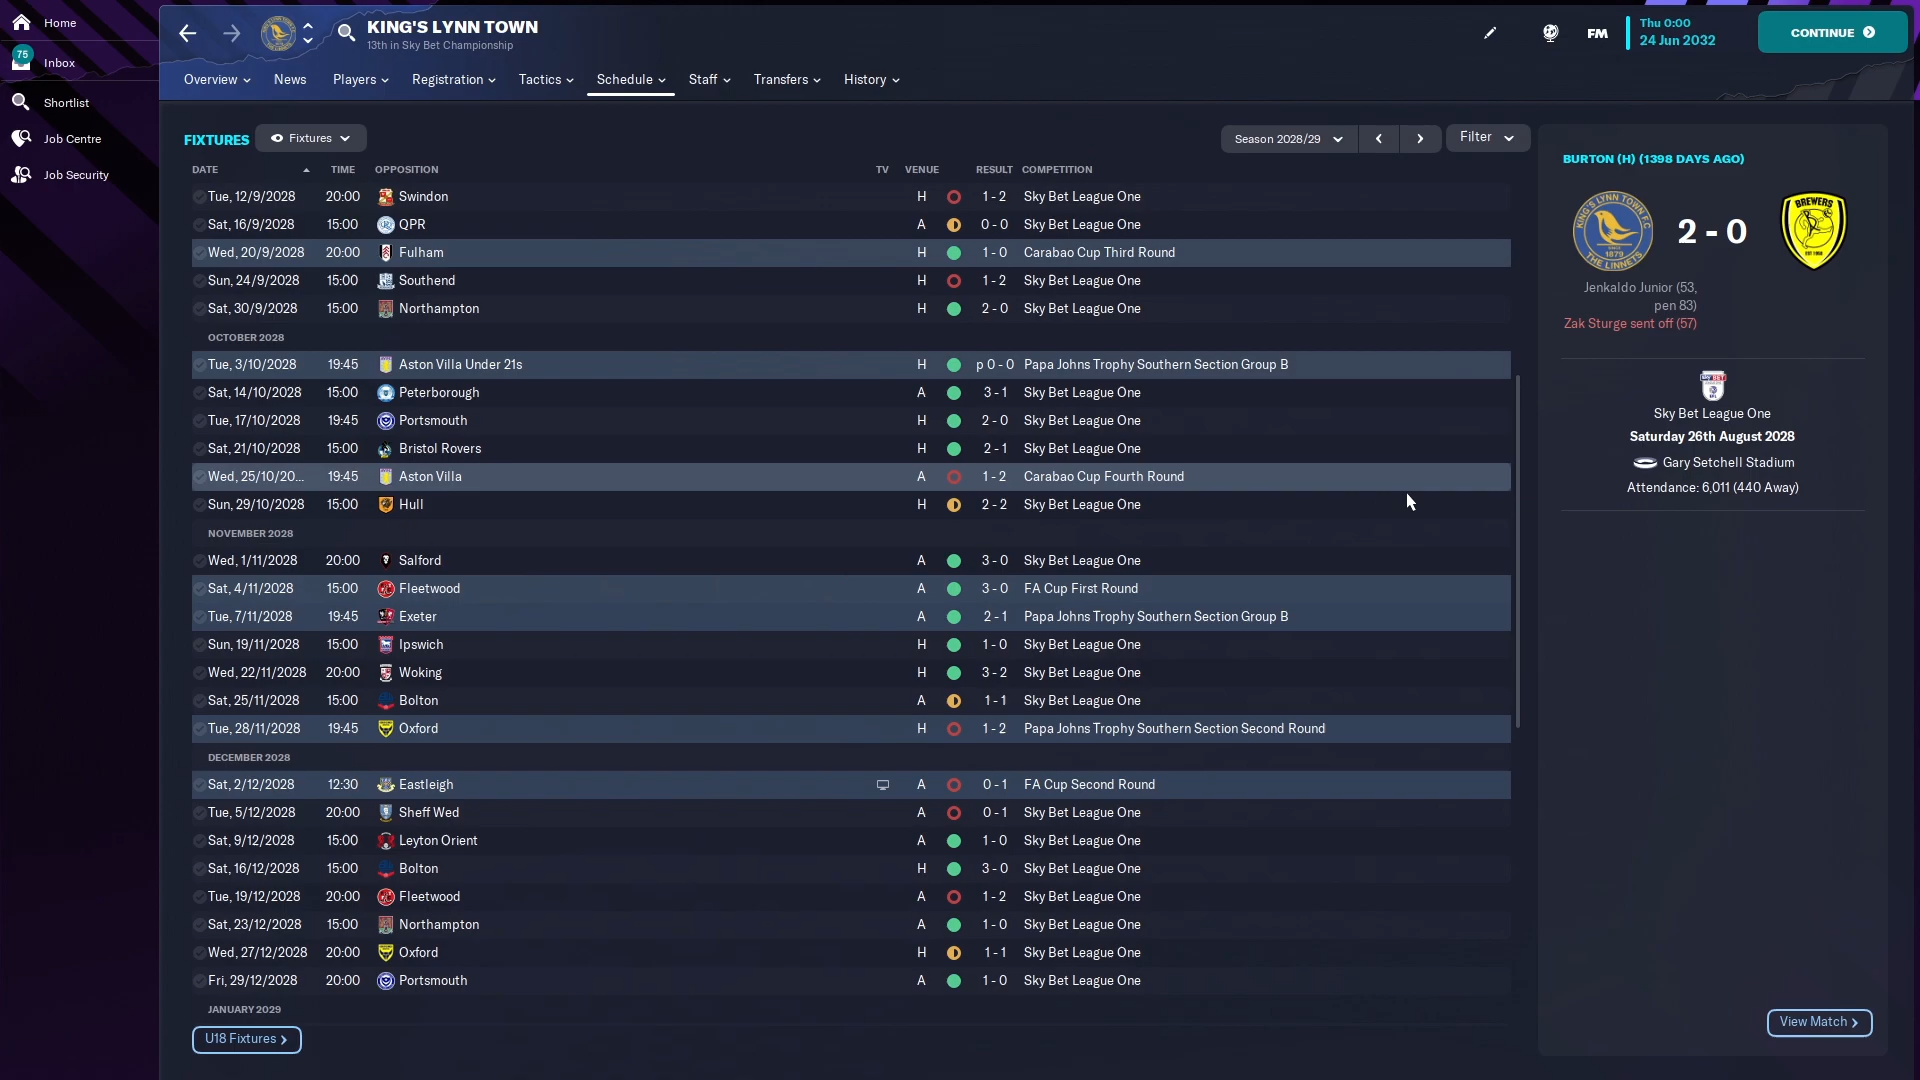 Home
75
Inbox
Shortlist
Job Centre
Job Security
KING'S LYNN TOWN
13th in Sky Bet Championship
FM
Thu 0:00
24 Jun 2032
CONTINUE
Overview News Players Registration Tactics Schedule Staff Transfers History
FIXTURES Fixtures Season 2028/29 Filter
DATE TIME OPPOSITION TV VENUE RESULT COMPETITION
Tue, 12/9/2028 20:00 Swindon H 1 - 2 Sky Bet League One
Sat, 16/9/2028 15:00 QPR A 0 - 0 Sky Bet League One
Wed, 20/9/2028 20:00 Fulham H 1 - 0 Carabao Cup Third Round
Sun, 24/9/2028 15:00 Southend H 1 - 2 Sky Bet League One
Sat, 30/9/2028 15:00 Northampton H 2 - 0 Sky Bet League One
OCTOBER 2028
Tue, 3/10/2028 19:45 Aston Villa Under 21s H p 0 - 0 Papa Johns Trophy Southern Section Group B
Sat, 14/10/2028 15:00 Peterborough A 3 - 1 Sky Bet League One
Tue, 17/10/2028 19:45 Portsmouth H 2 - 0 Sky Bet League One
Sat, 21/10/2028 15:00 Bristol Rovers H 2 - 1 Sky Bet League One
Wed, 25/10/20... 19:45 Aston Villa A 1 - 2 Carabao Cup Fourth Round
Sun, 29/10/2028 15:00 Hull H 2 - 2 Sky Bet League One
NOVEMBER 2028
Wed, 1/11/2028 20:00 Salford A 3 - 0 Sky Bet League One
Sat, 4/11/2028 15:00 Fleetwood A 3 - 0 FA Cup First Round
Tue, 7/11/2028 19:45 Exeter A 2 - 1 Papa Johns Trophy Southern Section Group B
Sun, 19/11/2028 15:00 Ipswich H 1 - 0 Sky Bet League One
Wed, 22/11/2028 20:00 Woking H 3 - 2 Sky Bet League One
Sat, 25/11/2028 15:00 Bolton A 1 - 1 Sky Bet League One
Tue, 28/11/2028 19:45 Oxford H 1 - 2 Papa Johns Trophy Southern Section Second Round
DECEMBER 2028
Sat, 2/12/2028 12:30 Eastleigh A 0 - 1 FA Cup Second Round
Tue, 5/12/2028 20:00 Sheff Wed A 0 - 1 Sky Bet League One
Sat, 9/12/2028 15:00 Leyton Orient A 1 - 0 Sky Bet League One
Sat, 16/12/2028 15:00 Bolton H 3 - 0 Sky Bet League One
Tue, 19/12/2028 20:00 Fleetwood A 1 - 2 Sky Bet League One
Sat, 23/12/2028 15:00 Northampton A 1 - 0 Sky Bet League One
Wed, 27/12/2028 20:00 Oxford H 1 - 1 Sky Bet League One
Fri, 29/12/2028 20:00 Portsmouth A 1 - 0 Sky Bet League One
JANUARY 2029
U18 Fixtures
BURTON (H) (1398 DAYS AGO)
KING'S LYNN TOWN F.C
1879
THE LINNETS
2 - 0
BREWERS
Jenkaldo Junior (53,
pen 83)
Zak Sturge sent off (57)
Sky Bet League One
Saturday 26th August 2028
Gary Setchell Stadium
Attendance: 6,011 (440 Away)
View Match